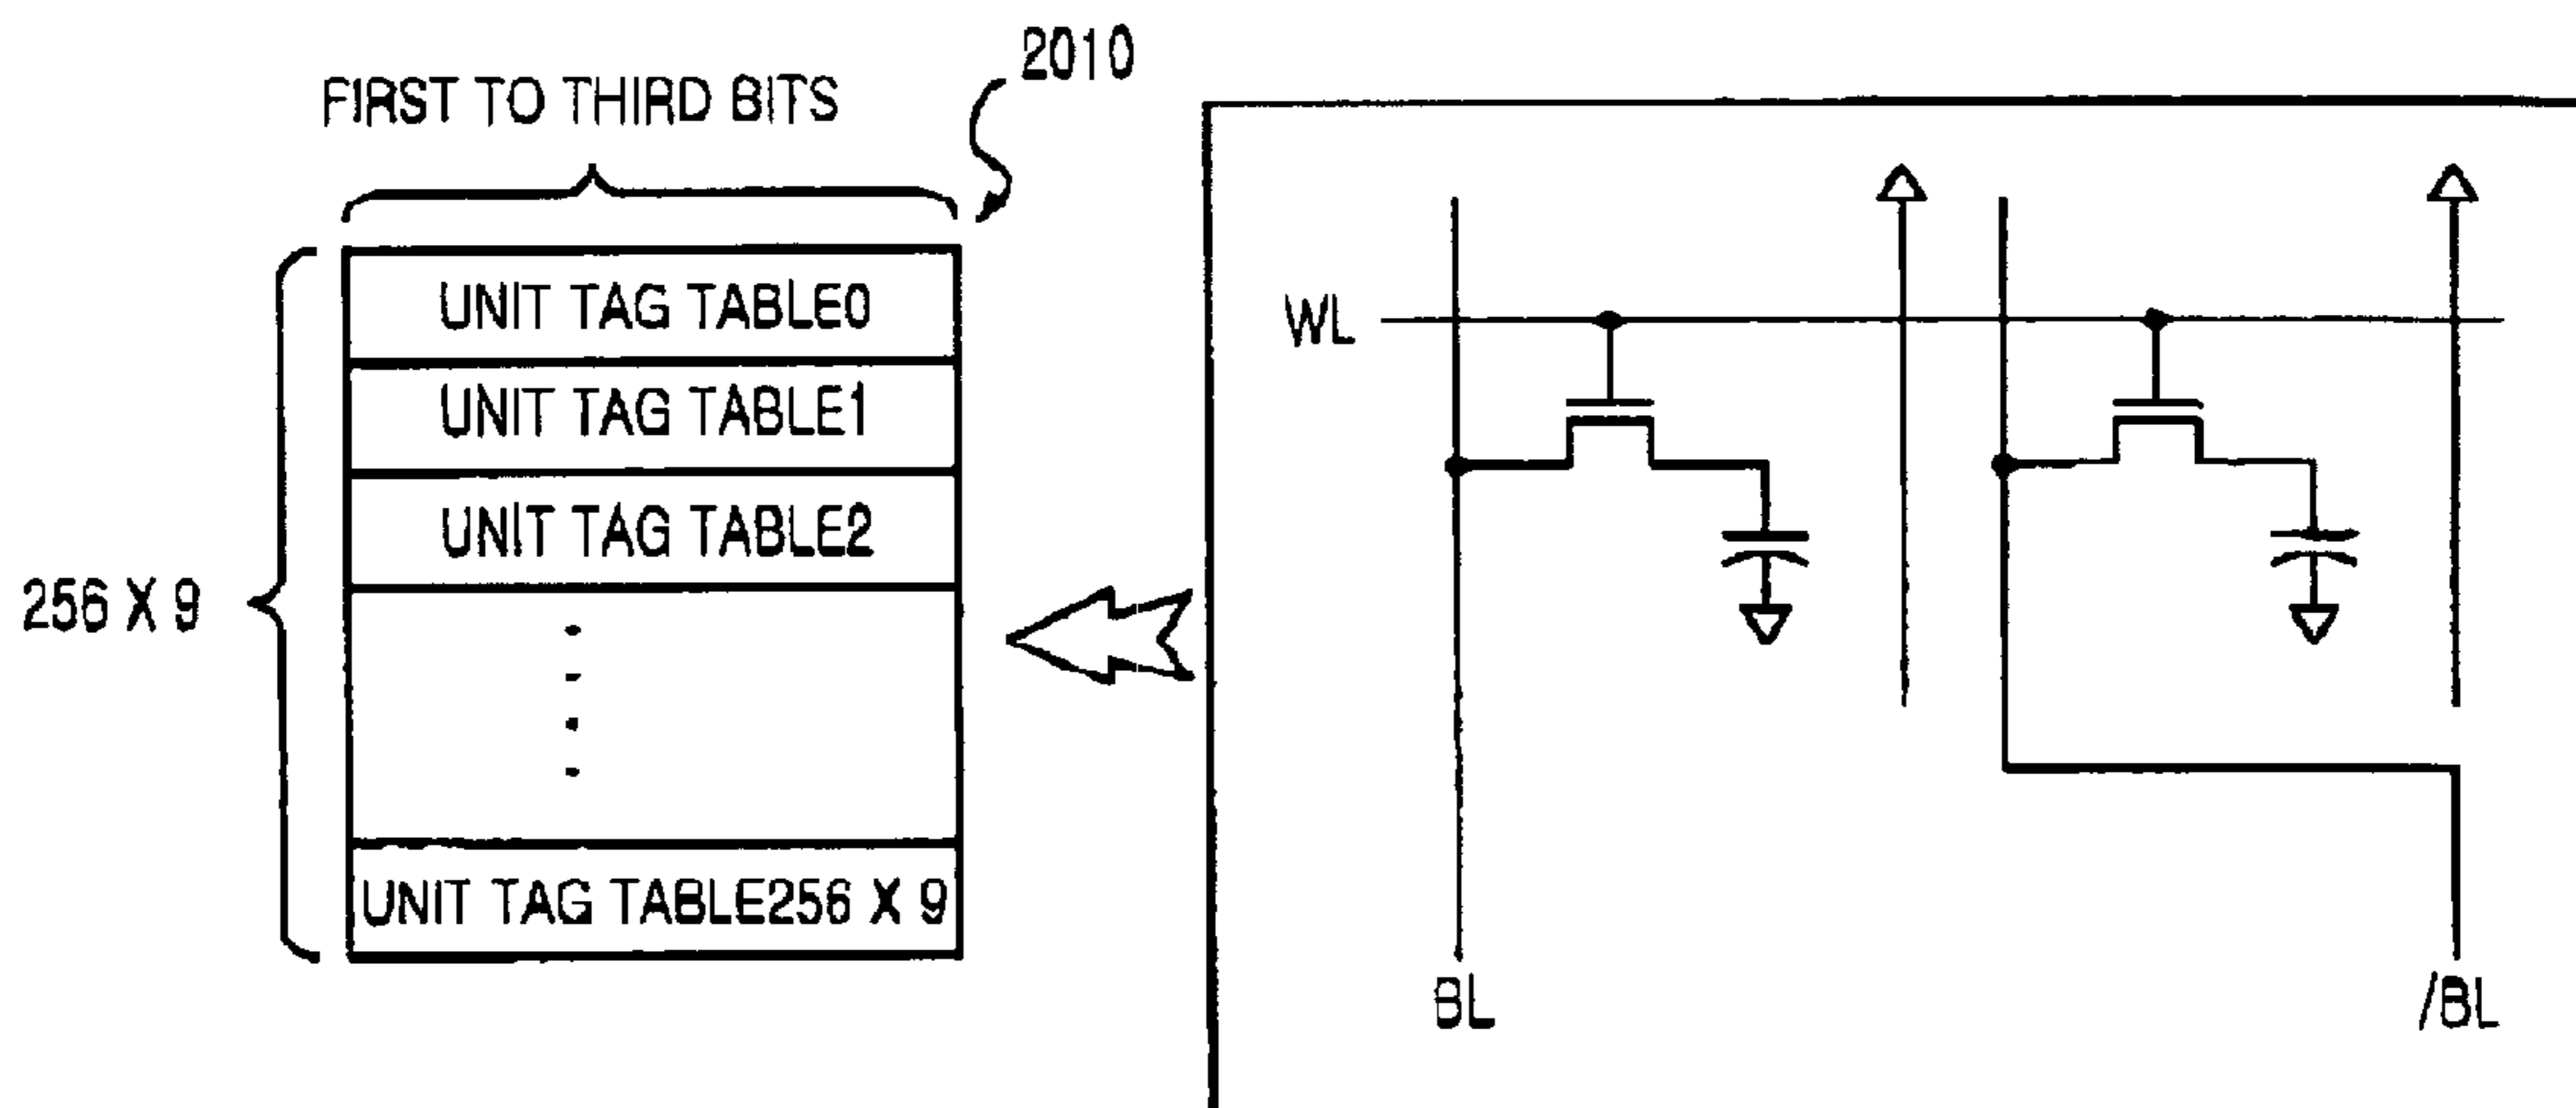 2010
FIRST TO THIRD BITS
UNIT TAG TABLE0
UNIT TAG TABLE1
UNIT TAG TABLE2
256 X 9
UNIT TAG TABLE256 X 9
WL
BL
/BL